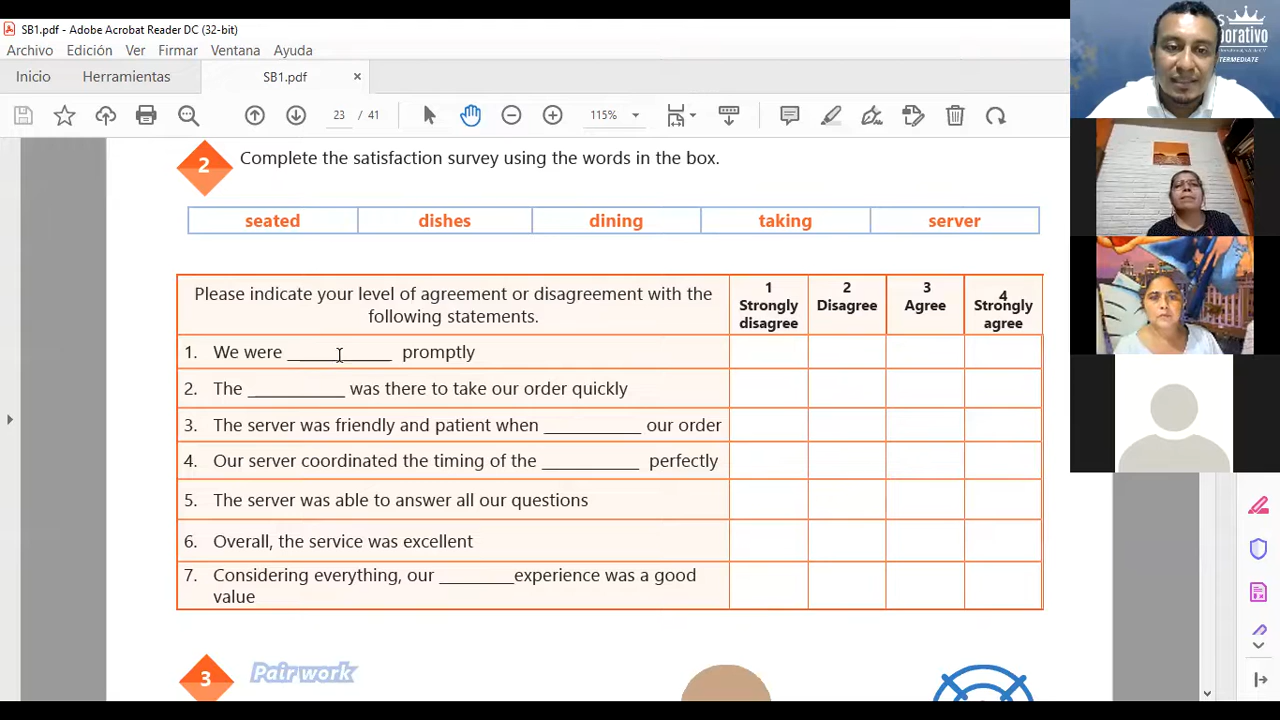 SB1.pdf - Adobe Acrobat Reader DC (32-bit)
Archivo Edición Ver Firmar Ventana Ayuda
Inicio Herramientas SB1.pdf ×
23 / 41 115%
2 Complete the satisfaction survey using the words in the box.
seated dishes dining taking server
Please indicate your level of agreement or disagreement with the following statements.
1 Strongly disagree
2 Disagree
3 Agree
4 Strongly agree
1. We were ____________ promptly
2. The ___________ was there to take our order quickly
3. The server was friendly and patient when ___________ our order
4. Our server coordinated the timing of the ___________ perfectly
5. The server was able to answer all our questions
6. Overall, the service was excellent
7. Considering everything, our ________experience was a good
value
3 Pair work
S
orporativo
TERMEDIATE